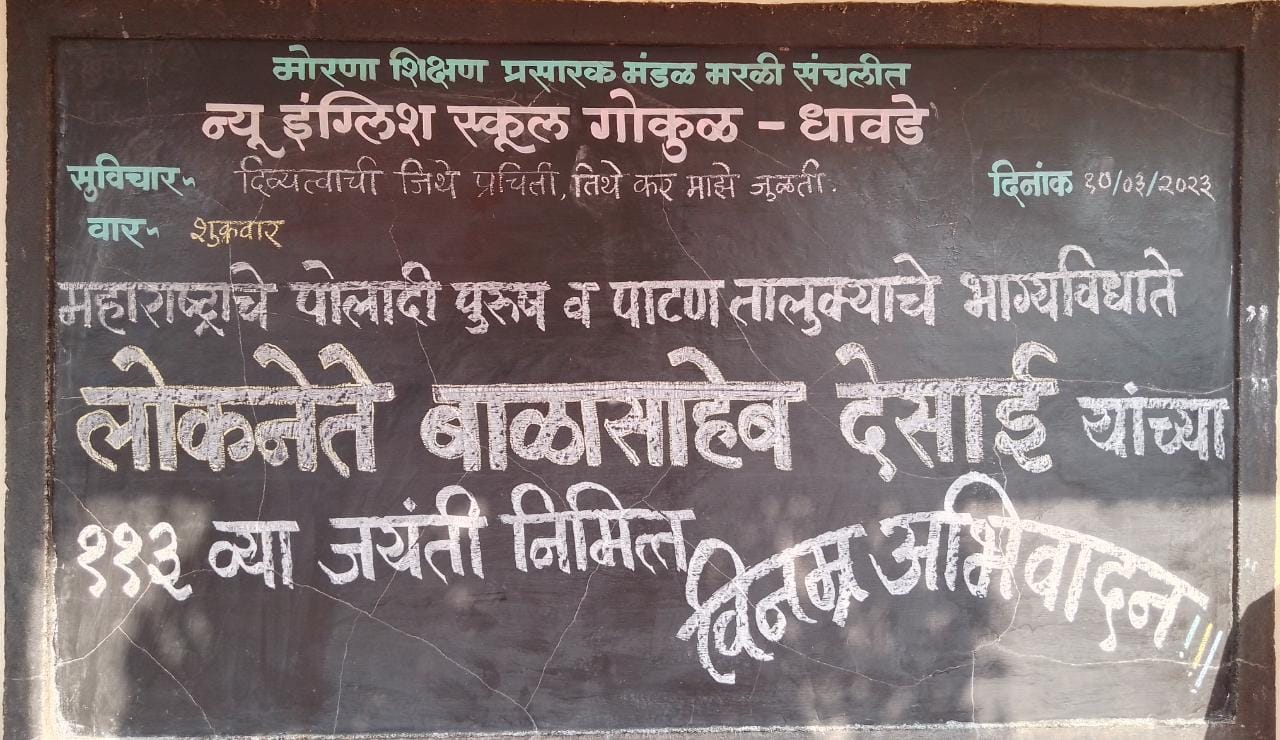 मोरणा शिक्षण प्रसारक मंडळ मरळी संचलीत
न्यू इंग्लिश स्कूल गोकुळ - धावडे
सुविचार~ दिव्यत्वाची जिथे प्रचिती, तिथे कर माझे जुळती. दिनांक १०/०३/२०२३
वार~ शुक्रवार
महाराष्ट्राचे पोलादी पुरुष व पाटण तालुक्याचे भाग्यविधाते
लोकनेते बाळासाहेब देसाई यांच्या
११३ व्या जयंती निमित्त विनम्र अभिवादन!!!